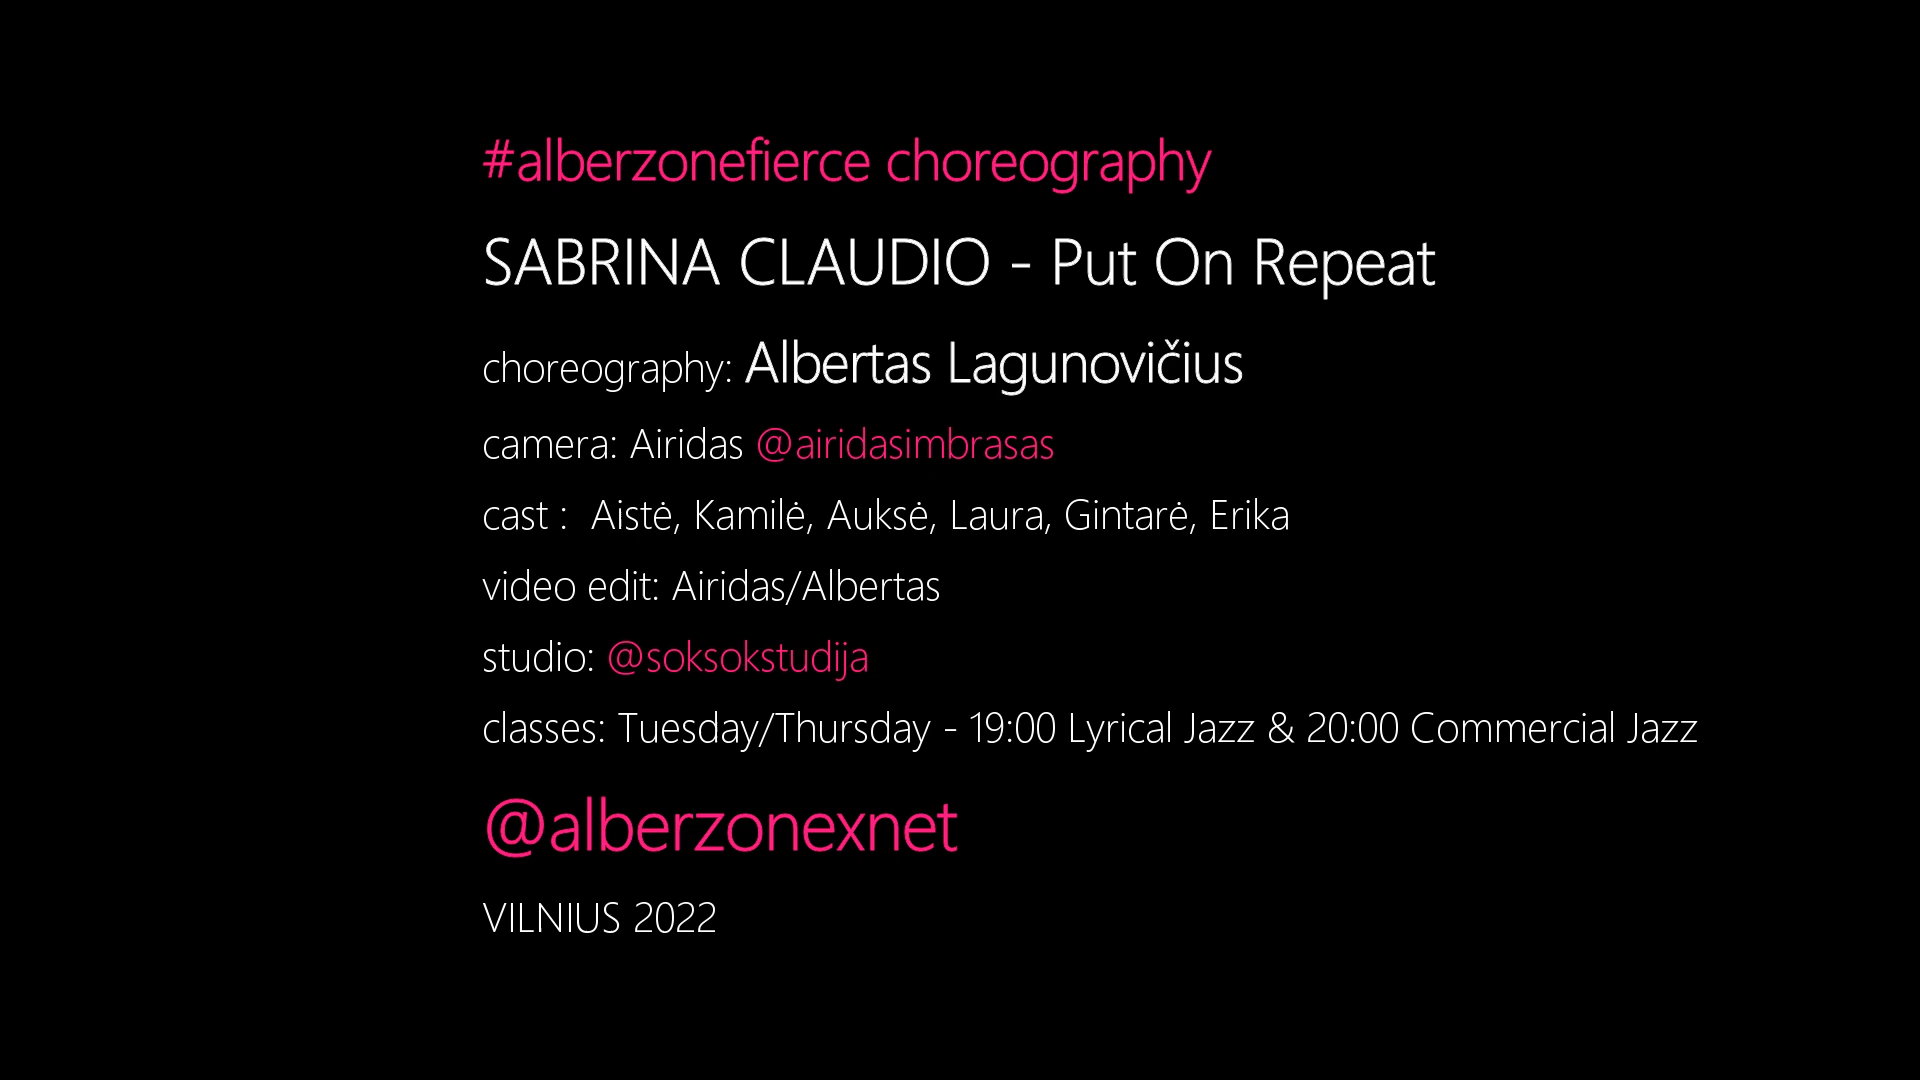 #alberzonefierce choreography
SABRINA CLAUDIO - Put On Repeat
choreography: Albertas Lagunovičius
camera: Airidas @airidasimbrasas
cast :  Aistė, Kamilė, Auksė, Laura, Gintarė, Erika
video edit: Airidas/Albertas
studio: @soksokstudija
classes: Tuesday/Thursday - 19:00 Lyrical Jazz & 20:00 Commercial Jazz
@alberzonexnet
VILNIUS 2022